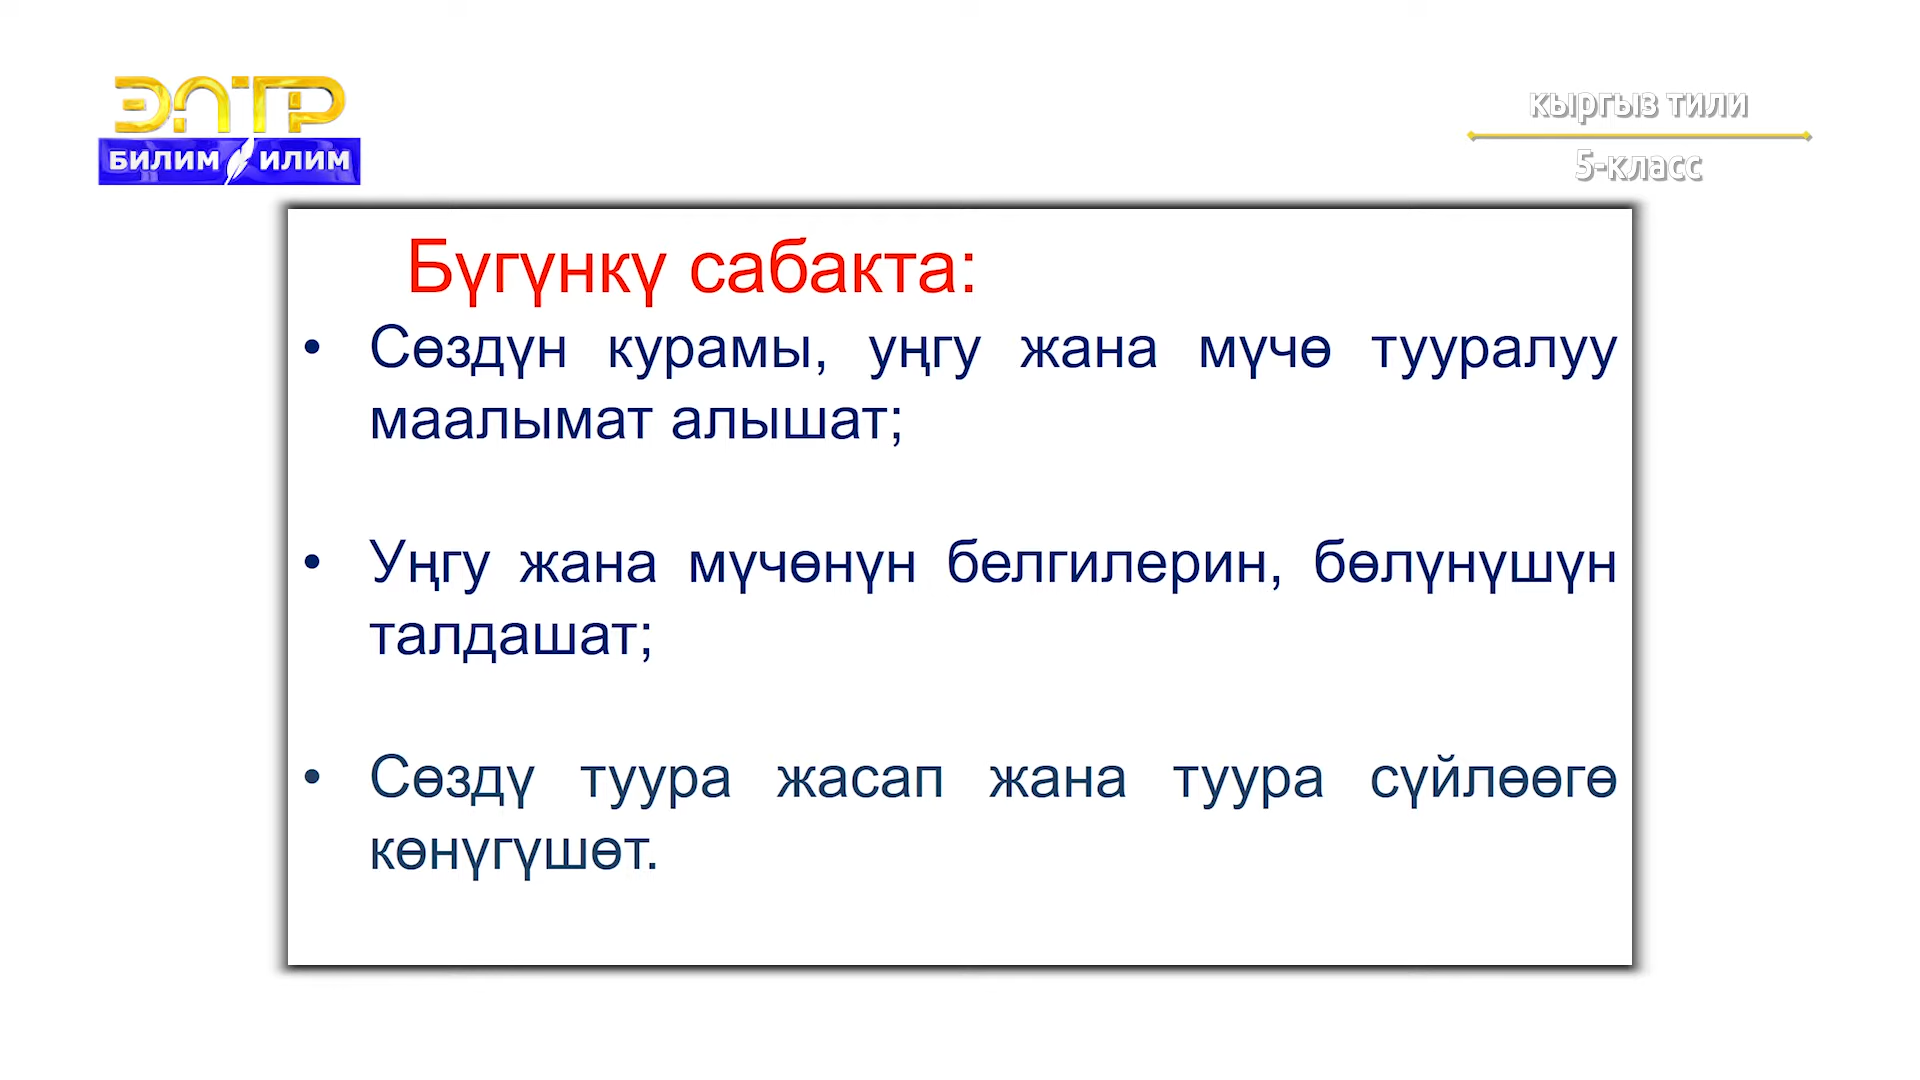 ЭЛТР
БИЛИМ ИЛИМ
кыргыз тили
5-класс
Бүгүнкү сабакта:
• Сөздүн курамы, уңгу жана мүчө тууралуу
маалымат алышат;
• Уңгу жана мүчөнүн белгилерин, бөлүнүшүн
талдашат;
• Сөздү туура жасап жана туура сүйлөөгө
көнүгүшөт.